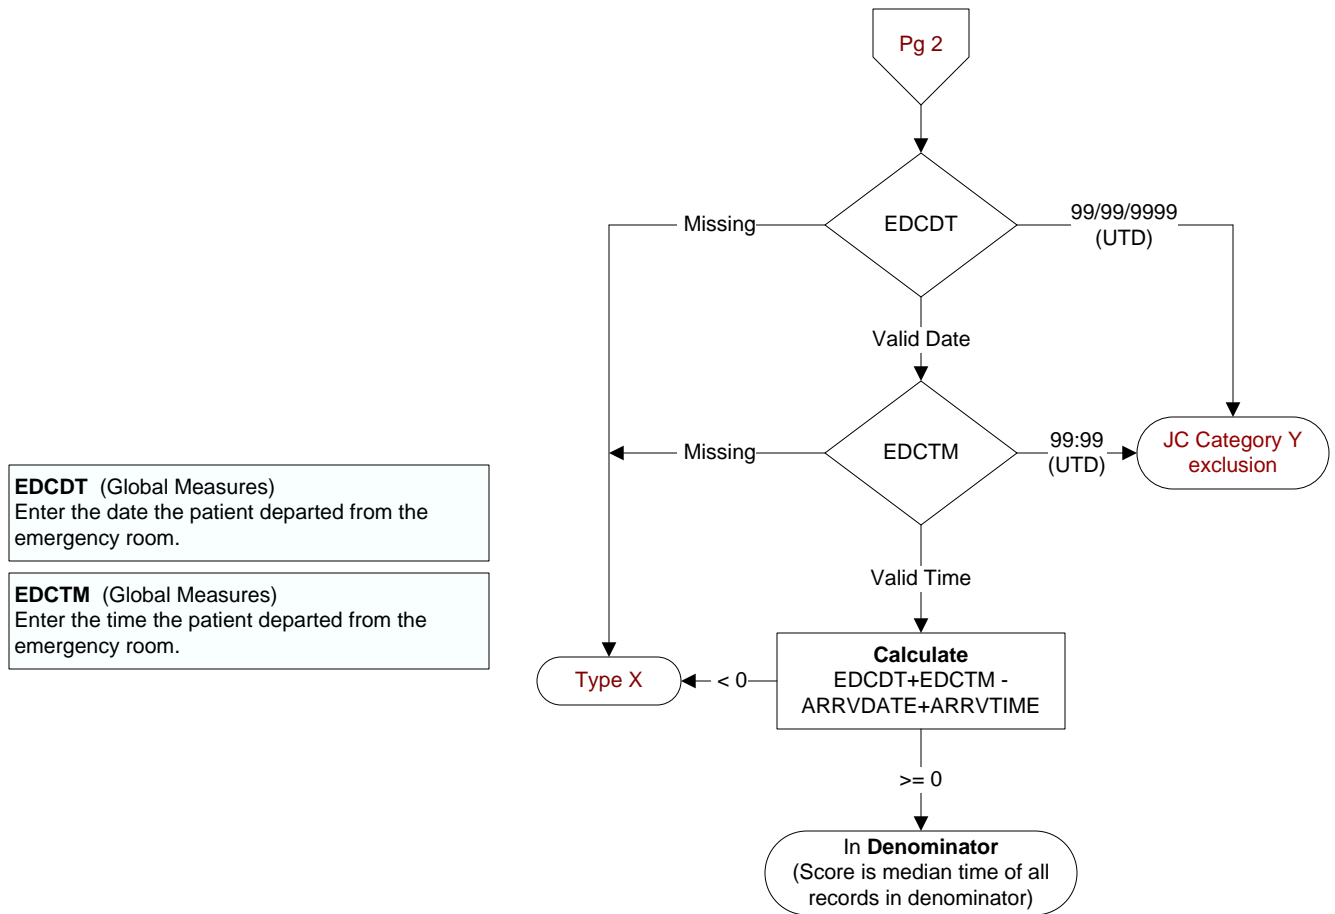 Pg 2
EDCDT
Missing
99/99/9999
(UTD)
Valid Date
EDCTM
Missing
99:99
(UTD)
JC Category Y
exclusion
EDCDT (Global Measures)
Enter the date the patient departed from the
emergency room.
EDCTM (Global Measures)
Enter the time the patient departed from the
emergency room.
Valid Time
Calculate
EDCDT+EDCTM -
ARRVDATE+ARRVTIME
< 0
Type X
>= 0
In Denominator
(Score is median time of all
records in denominator)